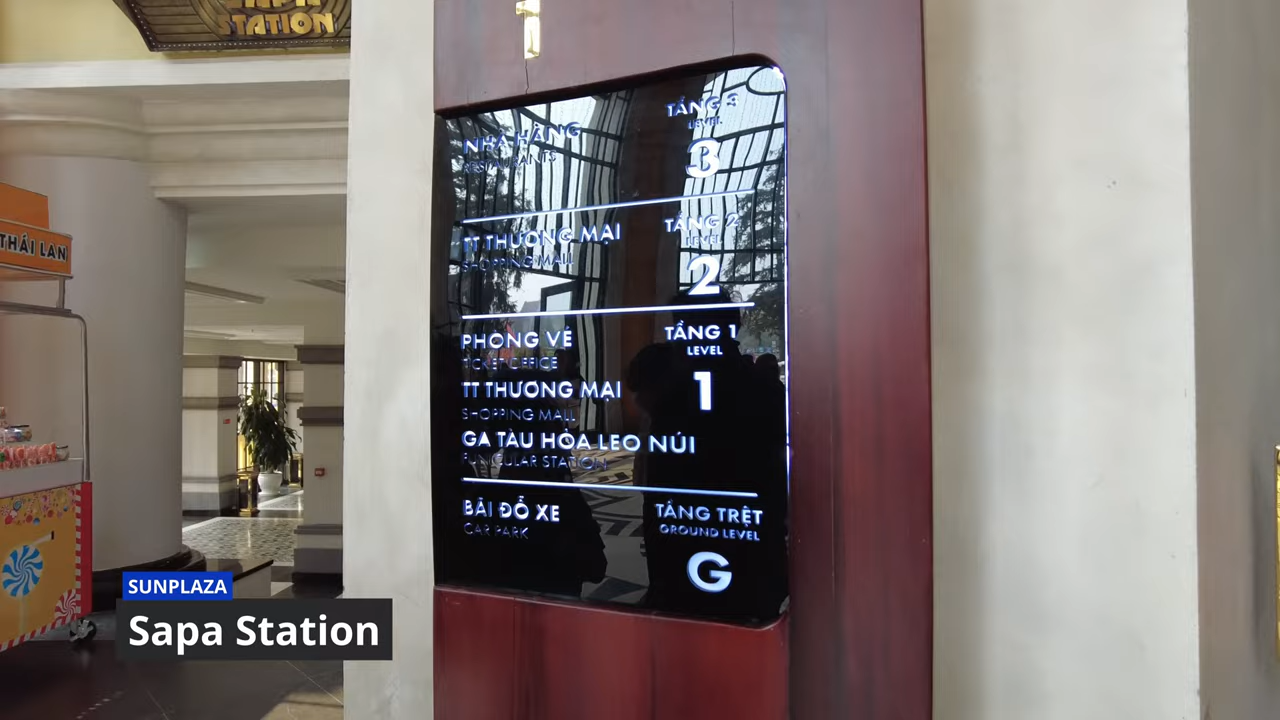 SAPA
STATION
THÁI LAN
NHÀ HÀNG
RESTAURANTS
TẦNG 3
LEVEL
3
TT THƯƠNG MẠI
SHOPPING MALL
TẦNG 2
LEVEL
2
PHÒNG VÉ
TICKET OFFICE
TT THƯƠNG MẠI
SHOPPING MALL
GA TÀU HỎA LEO NÚI
FUNICULAR STATION
TẦNG 1
LEVEL
1
BÃI ĐỖ XE
CAR PARK
TẦNG TRỆT
GROUND LEVEL
G
SUNPLAZA
Sapa Station